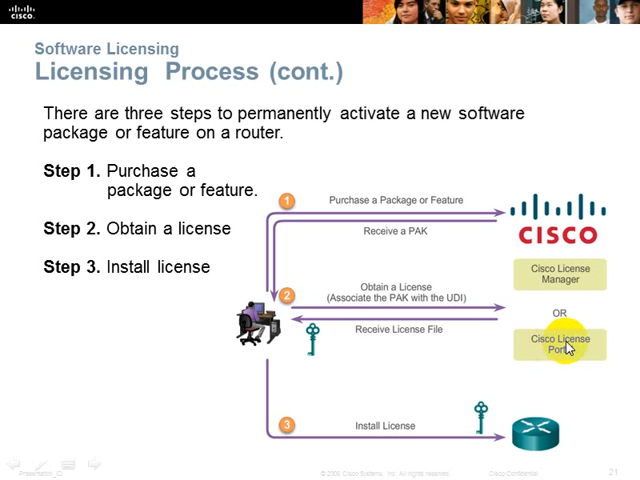 CISCO
Software Licensing
Licensing Process (cont.)
There are three steps to permanently activate a new software
package or feature on a router.
Step 1. Purchase a
package or feature.
Step 2. Obtain a license
Step 3. Install license
1
Purchase a Package or Feature
Receive a PAK
CISCO
Cisco License
Manager
2
Obtain a License
(Associate the PAK with the UDI)
OR
Receive License File
Cisco License
3
Install License
Presentation_ID
Cisco Systems, Inc. All rights reserved.
Cisco Confidential
21